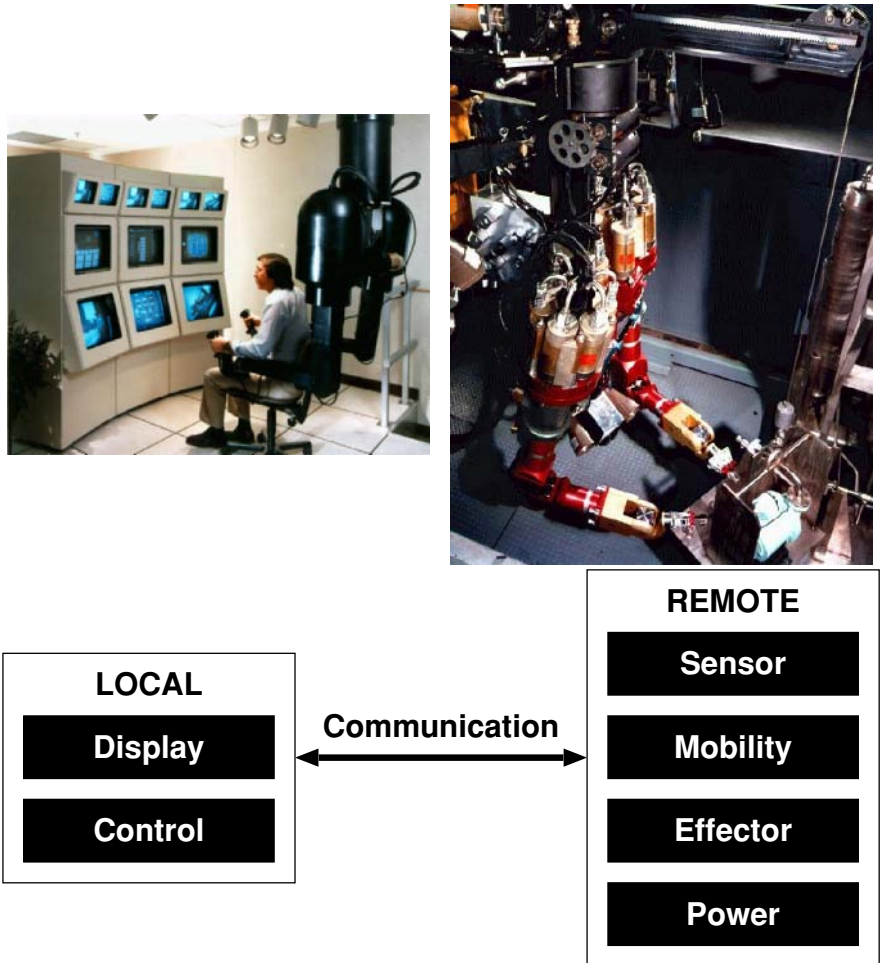 LOCAL
Display
Control
Communication
REMOTE
Sensor
Mobility
Effector
Power